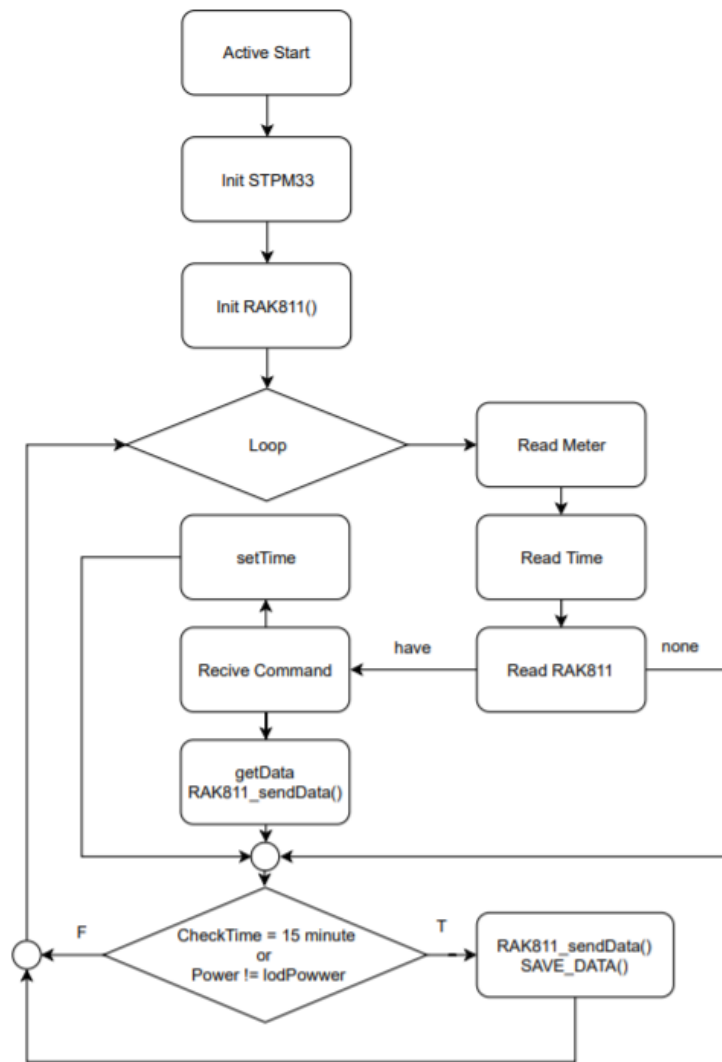 Active Start
Init STPM33
Init RAK811()
Loop
Read Meter
setTime
Read Time
have
none
Recive Command
Read RAK811
getData
RAK811_sendData()
F
CheckTime = 15 minute
or
Power != lodPowwer
T
RAK811_sendData()
SAVE_DATA()